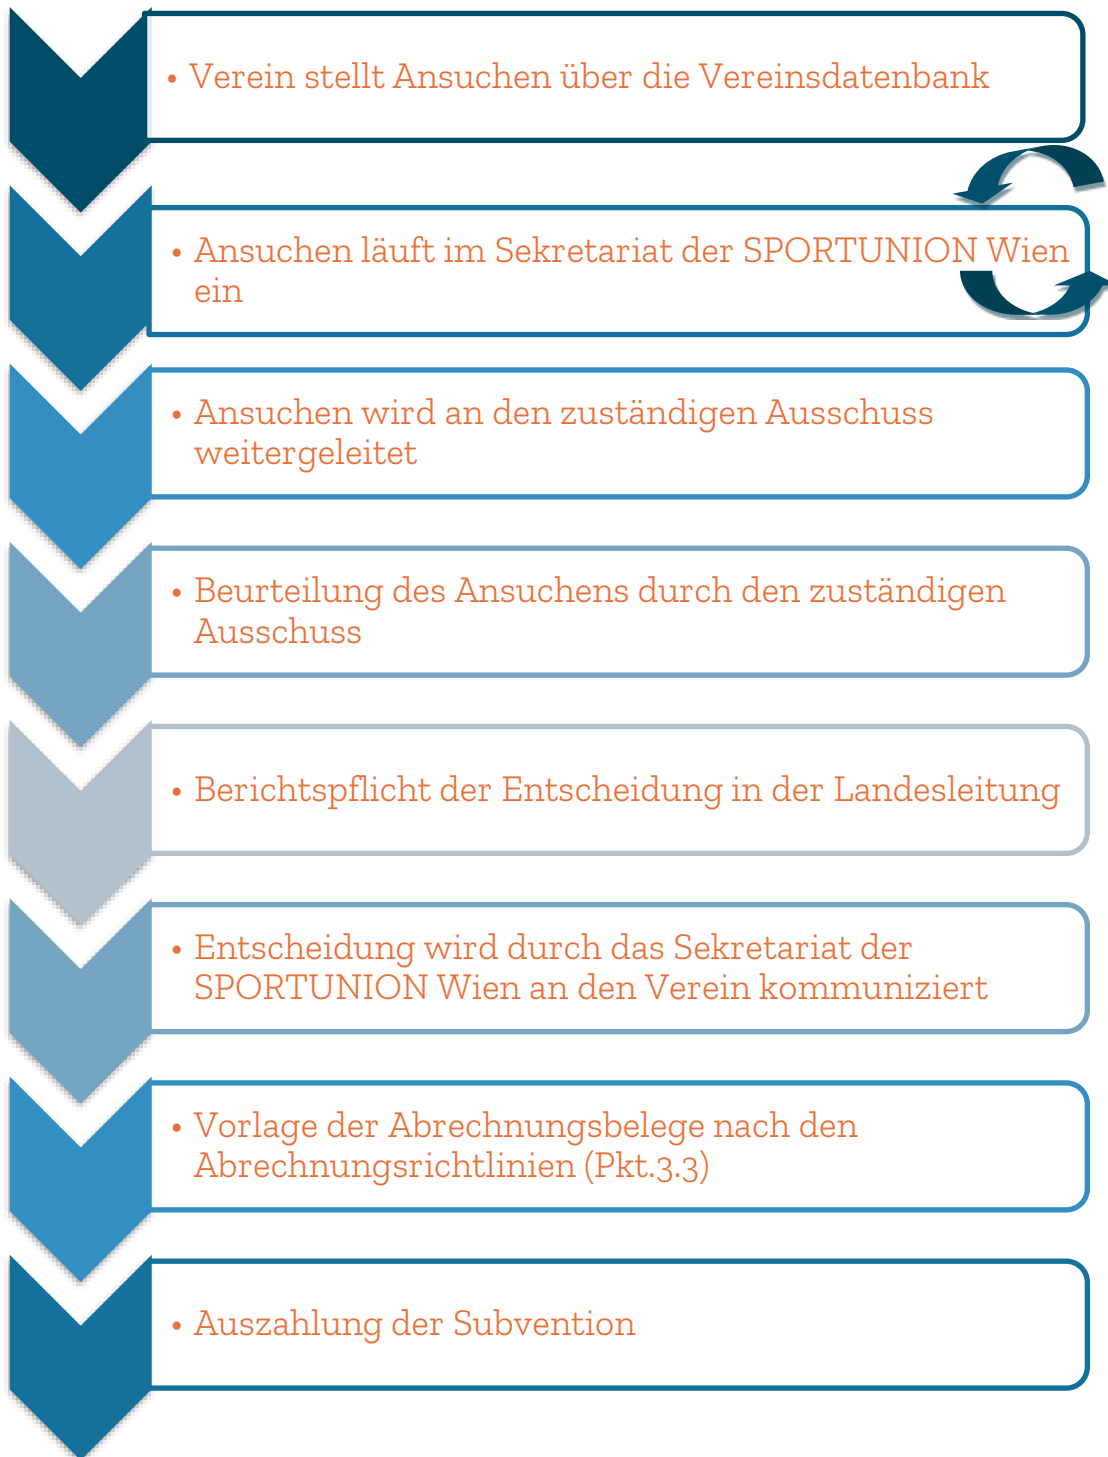 • Verein stellt Ansuchen über die Vereinsdatenbank
• Ansuchen läuft im Sekretariat der SPORTUNION Wien
ein
• Ansuchen wird an den zuständigen Ausschuss
weitergeleitet
• Beurteilung des Ansuchens durch den zuständigen
Ausschuss
• Berichtspflicht der Entscheidung in der Landesleitung
• Entscheidung wird durch das Sekretariat der
SPORTUNION Wien an den Verein kommuniziert
• Vorlage der Abrechnungsbelege nach den
Abrechnungsrichtlinien (Pkt.3.3)
• Auszahlung der Subvention